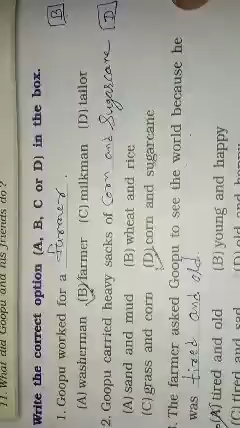 11. What did Goopu and his friends do ?
Write the correct option (A, B, C or D) in the box.
1. Goopu worked for a farmer. B
(A) washerman (B) farmer (C) milkman (D) tailor
2. Goopu carried heavy sacks of Corn and Sugarcane D
(A) sand and mud (B) wheat and rice
(C) grass and corn (D) corn and sugarcane
The farmer asked Goopu to see the world because he
was tired and old.
(A) tired and old (B) young and happy
(C) tired and sad